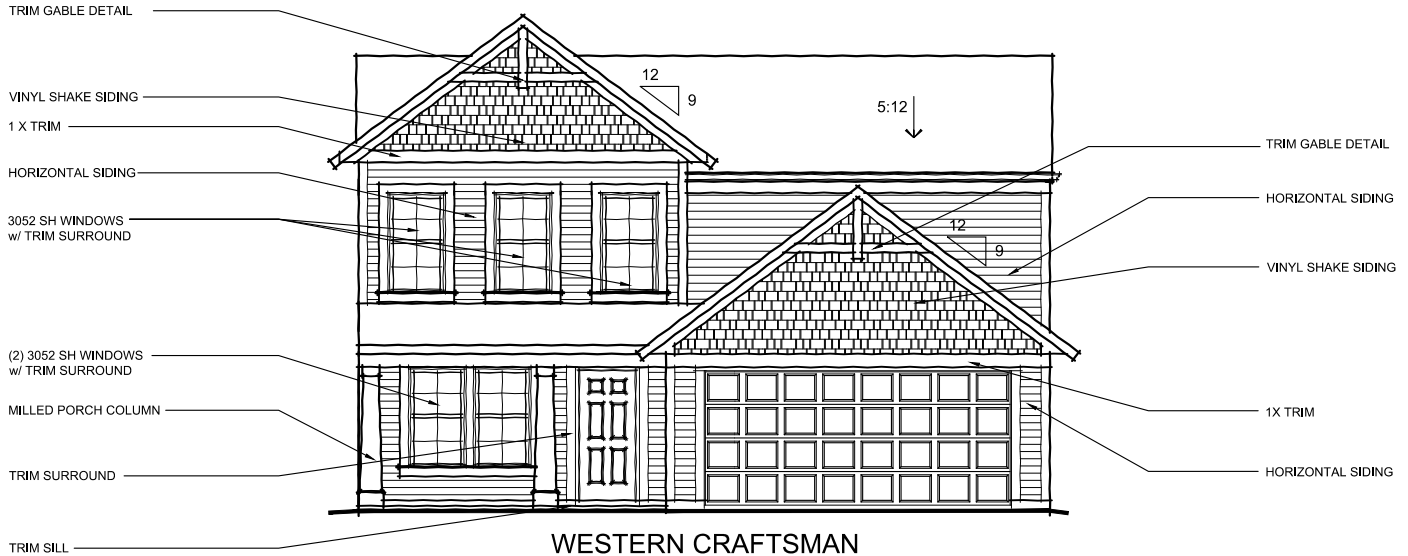 TRIM GABLE DETAIL
VINYL SHAKE SIDING
1 X TRIM
HORIZONTAL SIDING
3052 SH WINDOWS
w/ TRIM SURROUND
(2) 3052 SH WINDOWS
w/ TRIM SURROUND
MILLED PORCH COLUMN
TRIM SURROUND
TRIM SILL
12
9
5:12
12
9
TRIM GABLE DETAIL
HORIZONTAL SIDING
VINYL SHAKE SIDING
1X TRIM
HORIZONTAL SIDING
WESTERN CRAFTSMAN